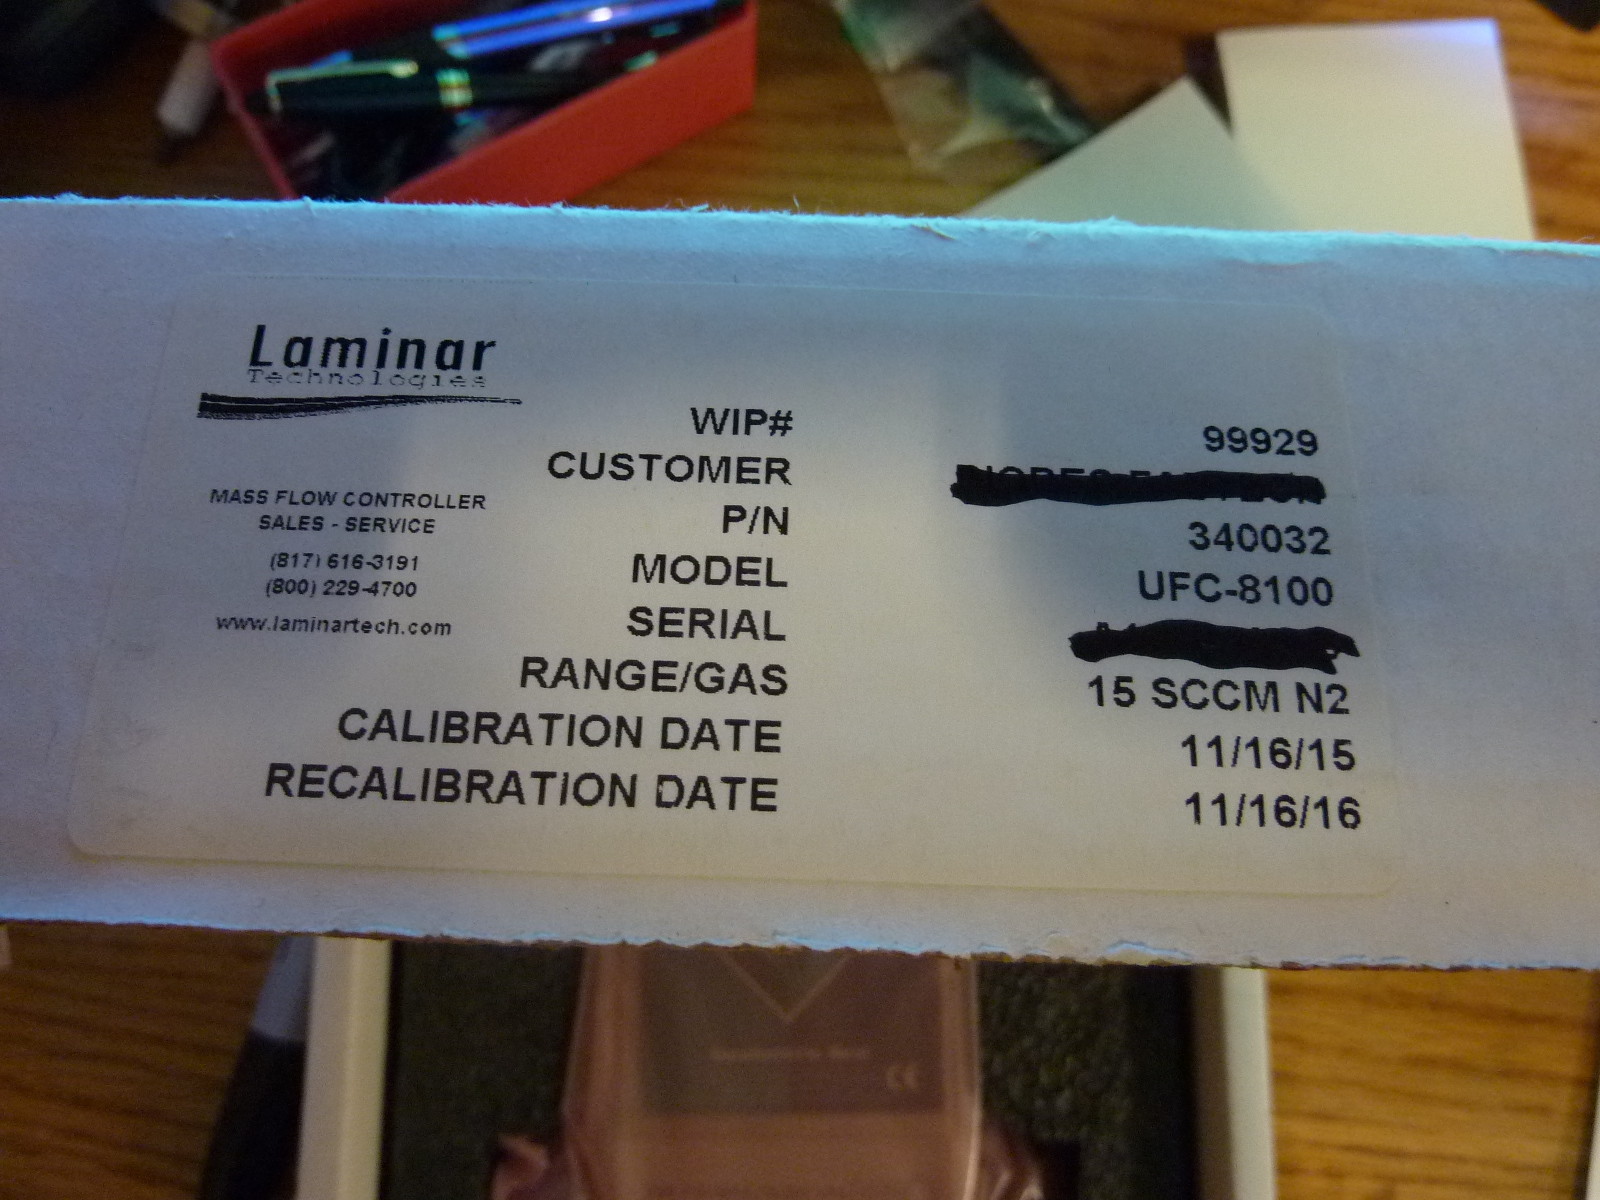 Laminar
Technologies
MASS FLOW CONTROLLER
SALES - SERVICE
(817) 616-3191
(800) 229-4700
www.laminartech.com
WIP# 99929
CUSTOMER
P/N 340032
MODEL UFC-8100
SERIAL
RANGE/GAS 15 SCCM N2
CALIBRATION DATE 11/16/15
RECALIBRATION DATE 11/16/16
CE